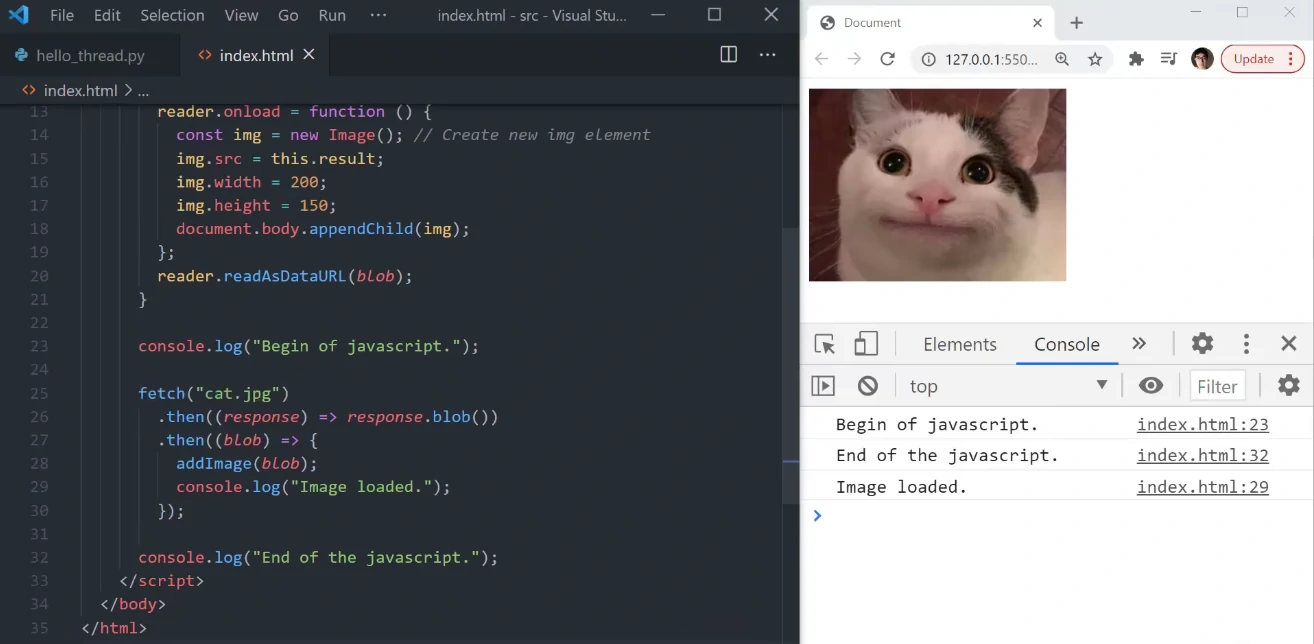 File Edit Selection View Go Run ··· index.html - src - Visual Stu...
hello_thread.py index.html
index.html > ...
13 reader.onload = function () {
14 const img = new Image(); // Create new img element
15 img.src = this.result;
16 img.width = 200;
17 img.height = 150;
18 document.body.appendChild(img);
19 };
20 reader.readAsDataURL(blob);
21 }
22
23 console.log("Begin of javascript.");
24
25 fetch("cat.jpg")
26 .then((response) => response.blob())
27 .then((blob) => {
28 addImage(blob);
29 console.log("Image loaded.");
30 });
31
32 console.log("End of the javascript.");
33 </script>
34 </body>
35 </html>
Document
127.0.0.1:550... Update
Elements Console
top Filter
Begin of javascript. index.html:23
End of the javascript. index.html:32
Image loaded. index.html:29